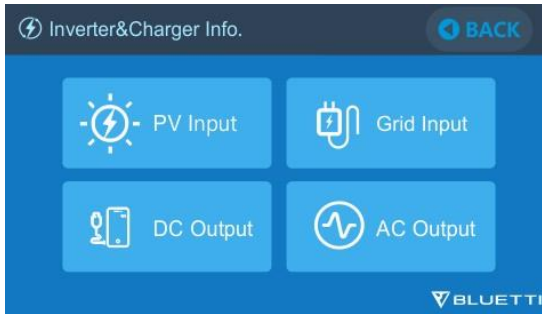 Inverter&Charger Info.
BACK
PV Input
Grid Input
DC Output
AC Output
BLUETTI